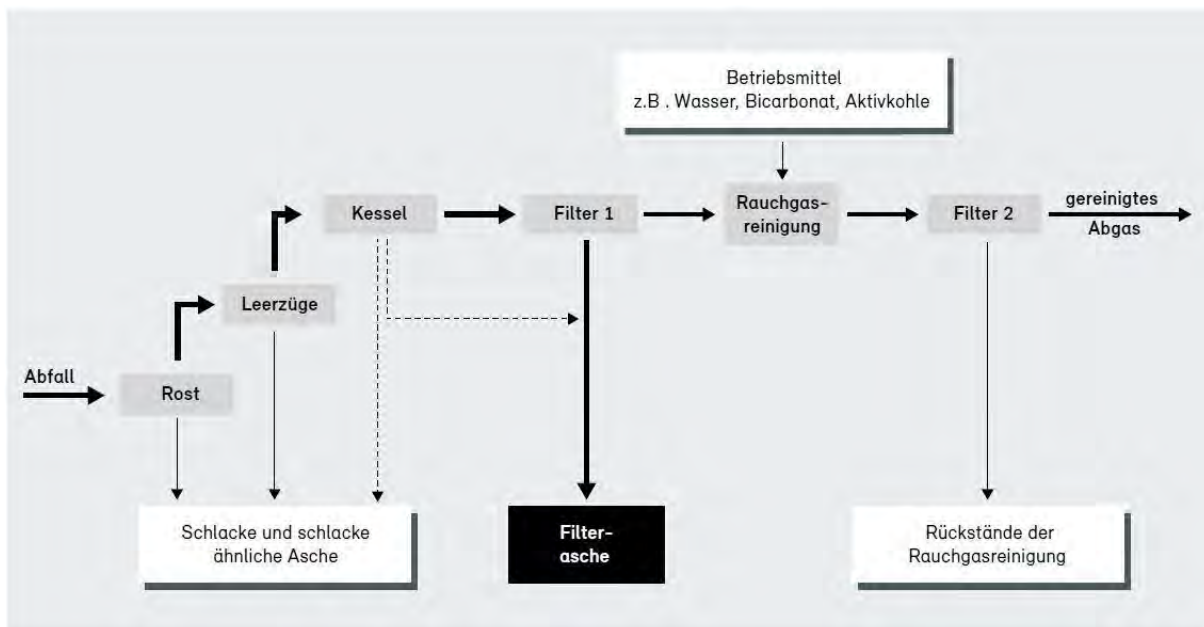 Betriebsmittel
z.B . Wasser, Bicarbonat, Aktivkohle
Kessel
Filter 1
Rauchgas-
reinigung
Filter 2
gereinigtes
Abgas
Leerzüge
Abfall
Rost
Schlacke und schlacke
ähnliche Asche
Filter-
asche
Rückstände der
Rauchgasreinigung